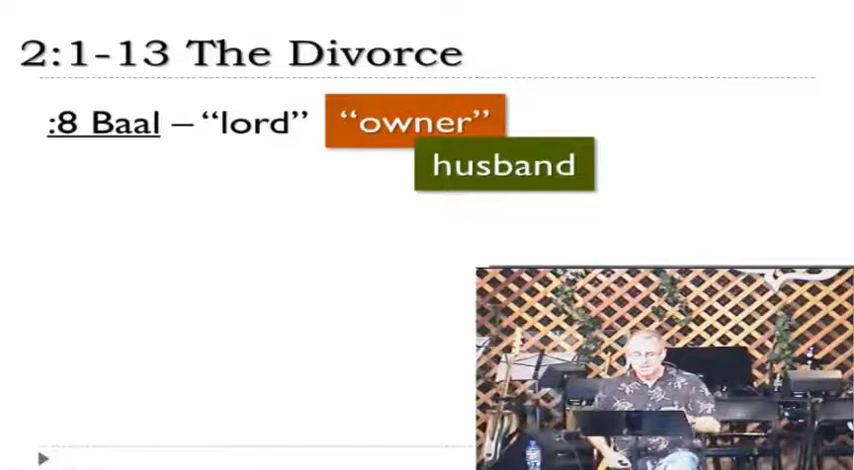 2:1-13 The Divorce
:8 Baal – “lord” “owner”
husband